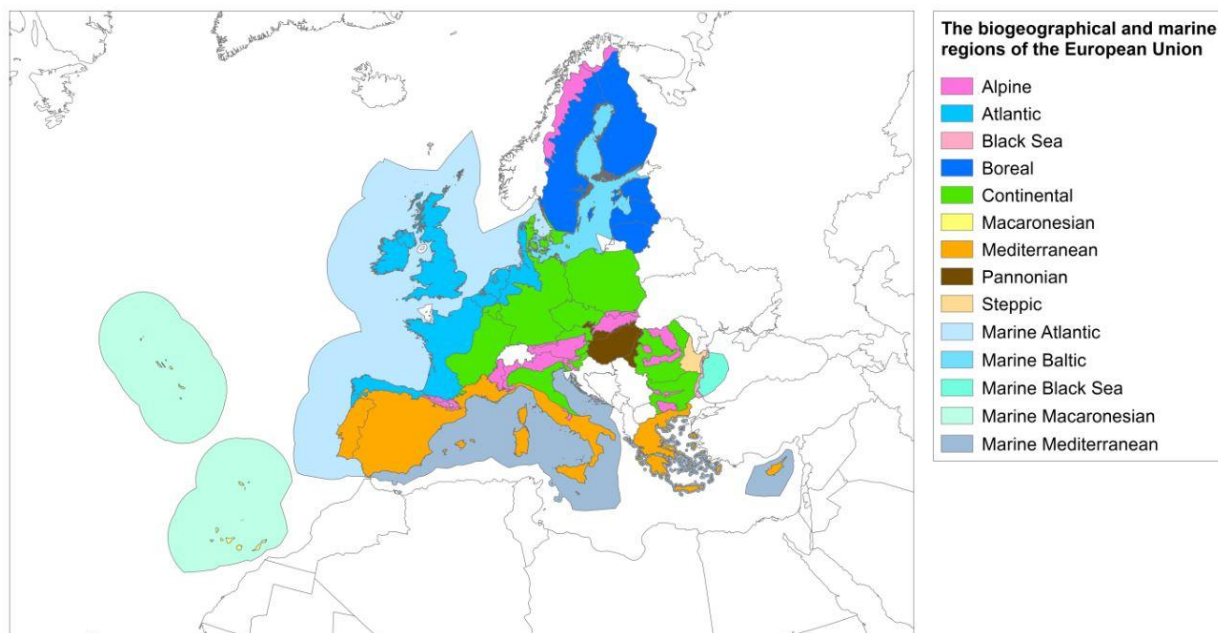 The biogeographical and marine
regions of the European Union
Alpine
Atlantic
Black Sea
Boreal
Continental
Macaronesian
Mediterranean
Pannonian
Steppic
Marine Atlantic
Marine Baltic
Marine Black Sea
Marine Macaronesian
Marine Mediterranean